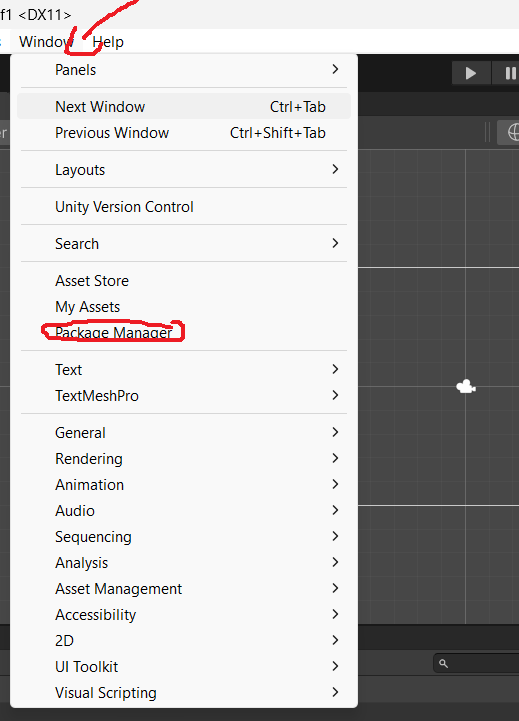 f1 <DX11>
Window Help
Panels
Next Window Ctrl+Tab
Previous Window Ctrl+Shift+Tab
Layouts
Unity Version Control
Search
Asset Store
My Assets
Package Manager
Text
TextMeshPro
General
Rendering
Animation
Audio
Sequencing
Analysis
Asset Management
Accessibility
2D
UI Toolkit
Visual Scripting